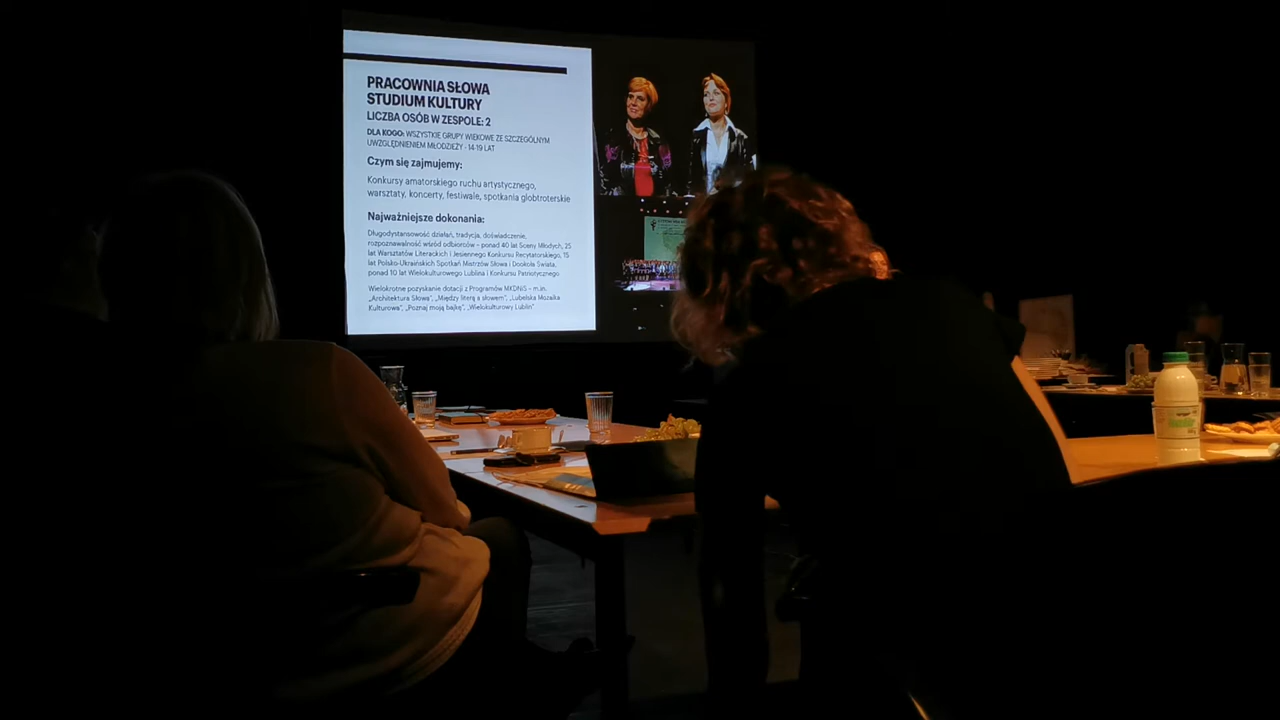 PRACOWNIA SŁOWA
STUDIUM KULTURY
LICZBA OSÓB W ZESPOLE: 2
DLA KOGO: WSZYSTKIE GRUPY WIEKOWE ZE SZCZEGÓLNYM
UWZGLĘDNIENIEM MŁODZIEŻY - 14-19 LAT
Czym się zajmujemy:
Konkursy amatorskiego ruchu artystycznego,
warsztaty, koncerty, festiwale, spotkania globtroterskie
Najważniejsze dokonania:
Długodystansowość działań, tradycja, doświadczenie,
rozpoznawalność wśród odbiorców – ponad 40 lat Sceny Młodych, 25
lat Warsztatów Literackich i Jesiennego Konkursu Recytatorskiego, 15
lat Polsko-Ukraińskich Spotkań Mistrzów Słowa i Dookoła Świata,
ponad 10 lat Wielokulturowego Lublina i Konkursu Patriotycznego
Wielokrotne pozyskanie dotacji z Programów MKDNiS – m.in.
„Architektura Słowa", „Między literą a słowem", „Lubelska Mozaika
Kulturowa", „Poznaj moją bajkę", „Wielokulturowy Lublin"